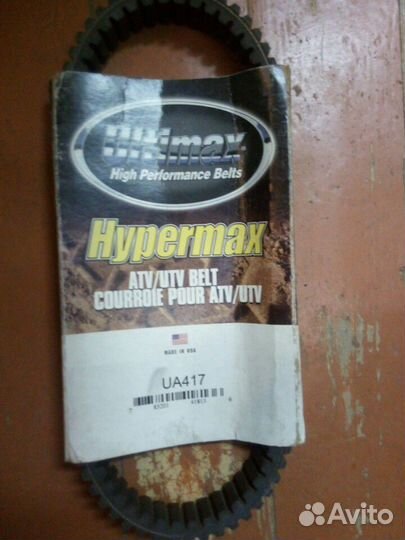 Ultimax
High Performance Belts
Hypermax
ATV/UTV BELT
COURROIE POUR ATV/UTV
MADE IN USA
UA417
Avito